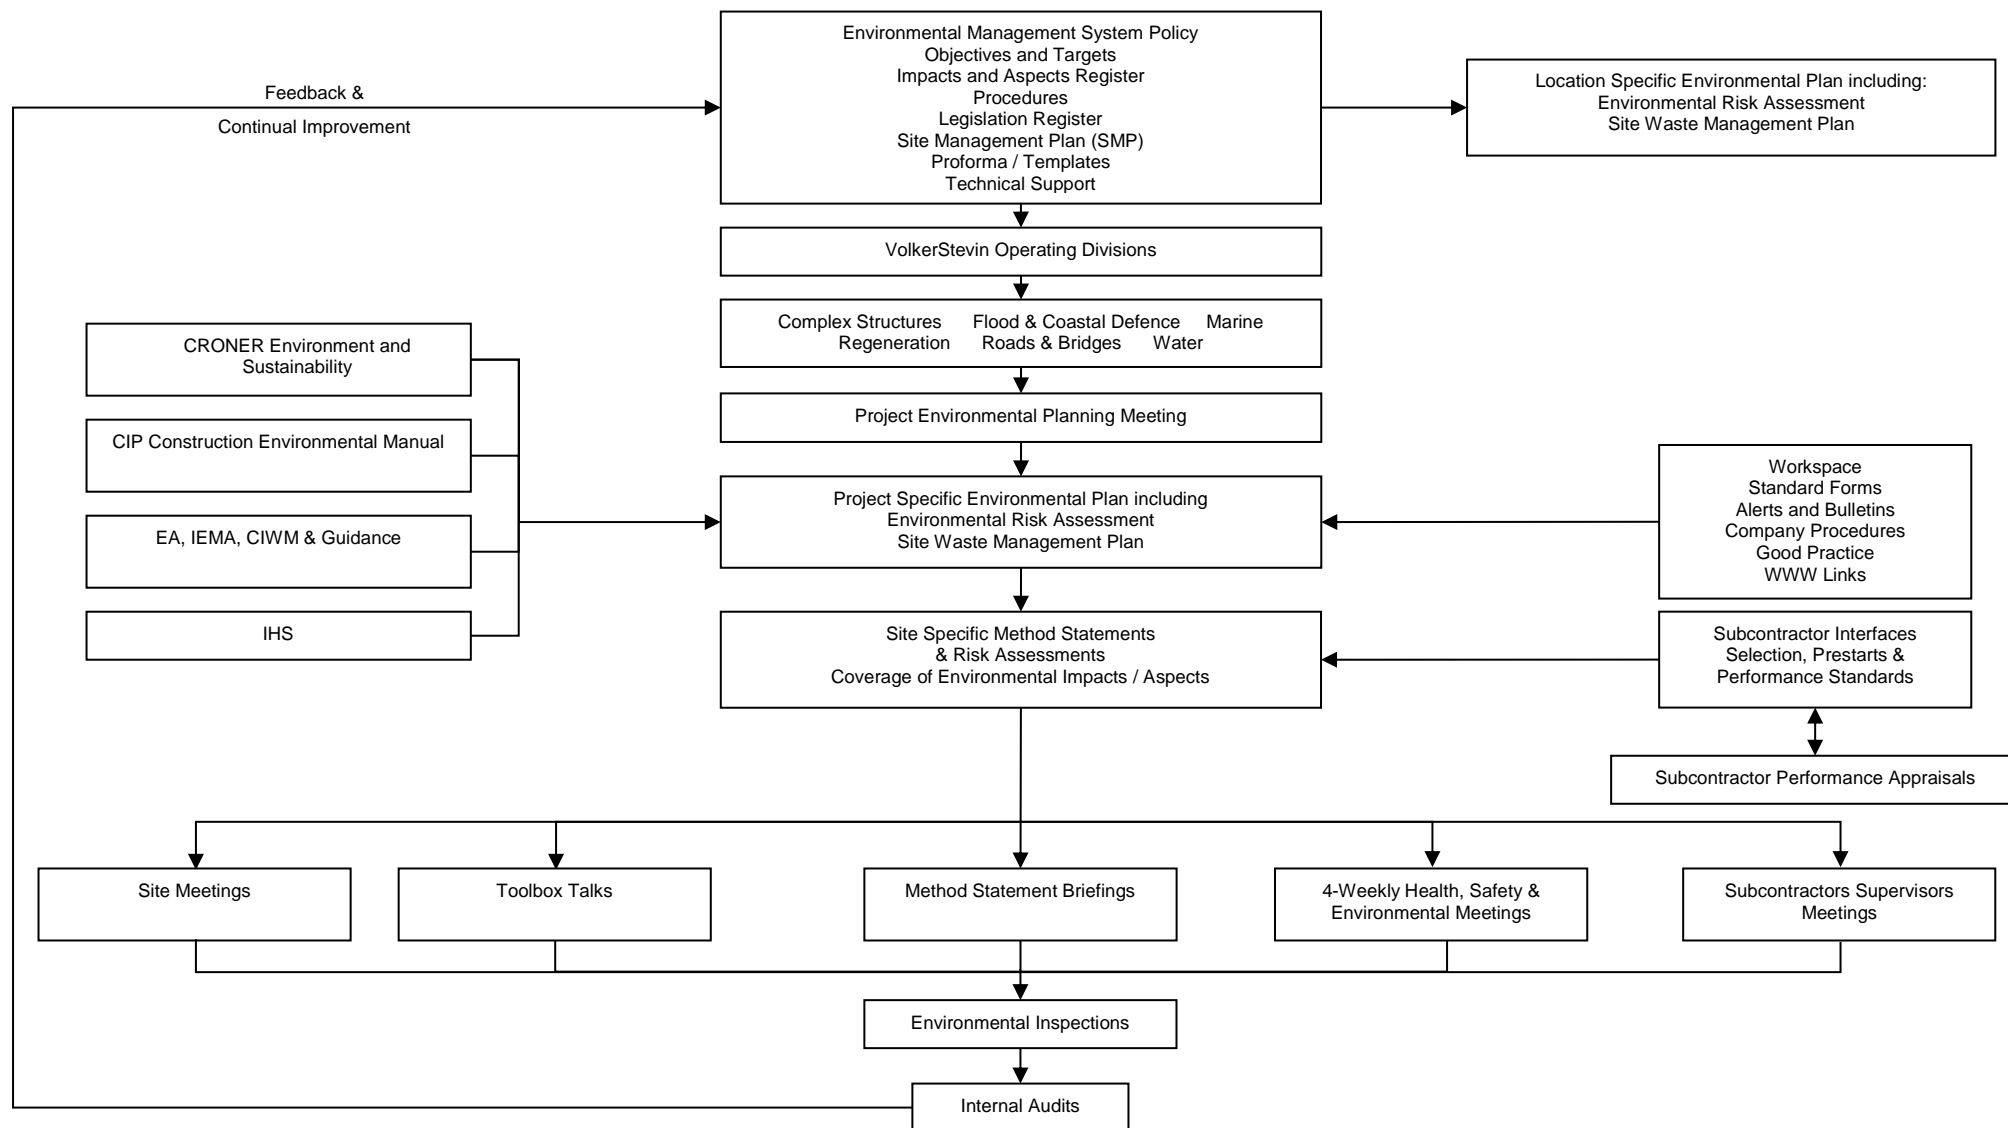 Environmental Management System Policy
Objectives and Targets
Impacts and Aspects Register
Procedures
Legislation Register
Site Management Plan (SMP)
Proforma / Templates
Technical Support
Feedback &
Continual Improvement
Location Specific Environmental Plan including:
Environmental Risk Assessment
Site Waste Management Plan
VolkerStevin Operating Divisions
Complex Structures Flood & Coastal Defence Marine
Regeneration Roads & Bridges Water
CRONER Environment and
Sustainability
Project Environmental Planning Meeting
CIP Construction Environmental Manual
Project Specific Environmental Plan including
Environmental Risk Assessment
Site Waste Management Plan
Workspace
Standard Forms
Alerts and Bulletins
Company Procedures
Good Practice
WWW Links
EA, IEMA, CIWM & Guidance
IHS
Site Specific Method Statements
& Risk Assessments
Coverage of Environmental Impacts / Aspects
Subcontractor Interfaces
Selection, Prestarts &
Performance Standards
Subcontractor Performance Appraisals
Site Meetings
Toolbox Talks
Method Statement Briefings
4-Weekly Health, Safety &
Environmental Meetings
Subcontractors Supervisors
Meetings
Environmental Inspections
Internal Audits